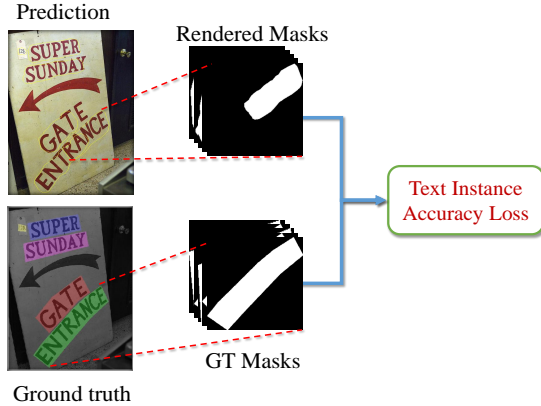 Prediction
SUPER
SUNDAY
GATE
ENTRANCE
Rendered Masks
Text Instance
Accuracy Loss
SUPER
SUNDAY
GATE
ENTRANCE
GT Masks
Ground truth